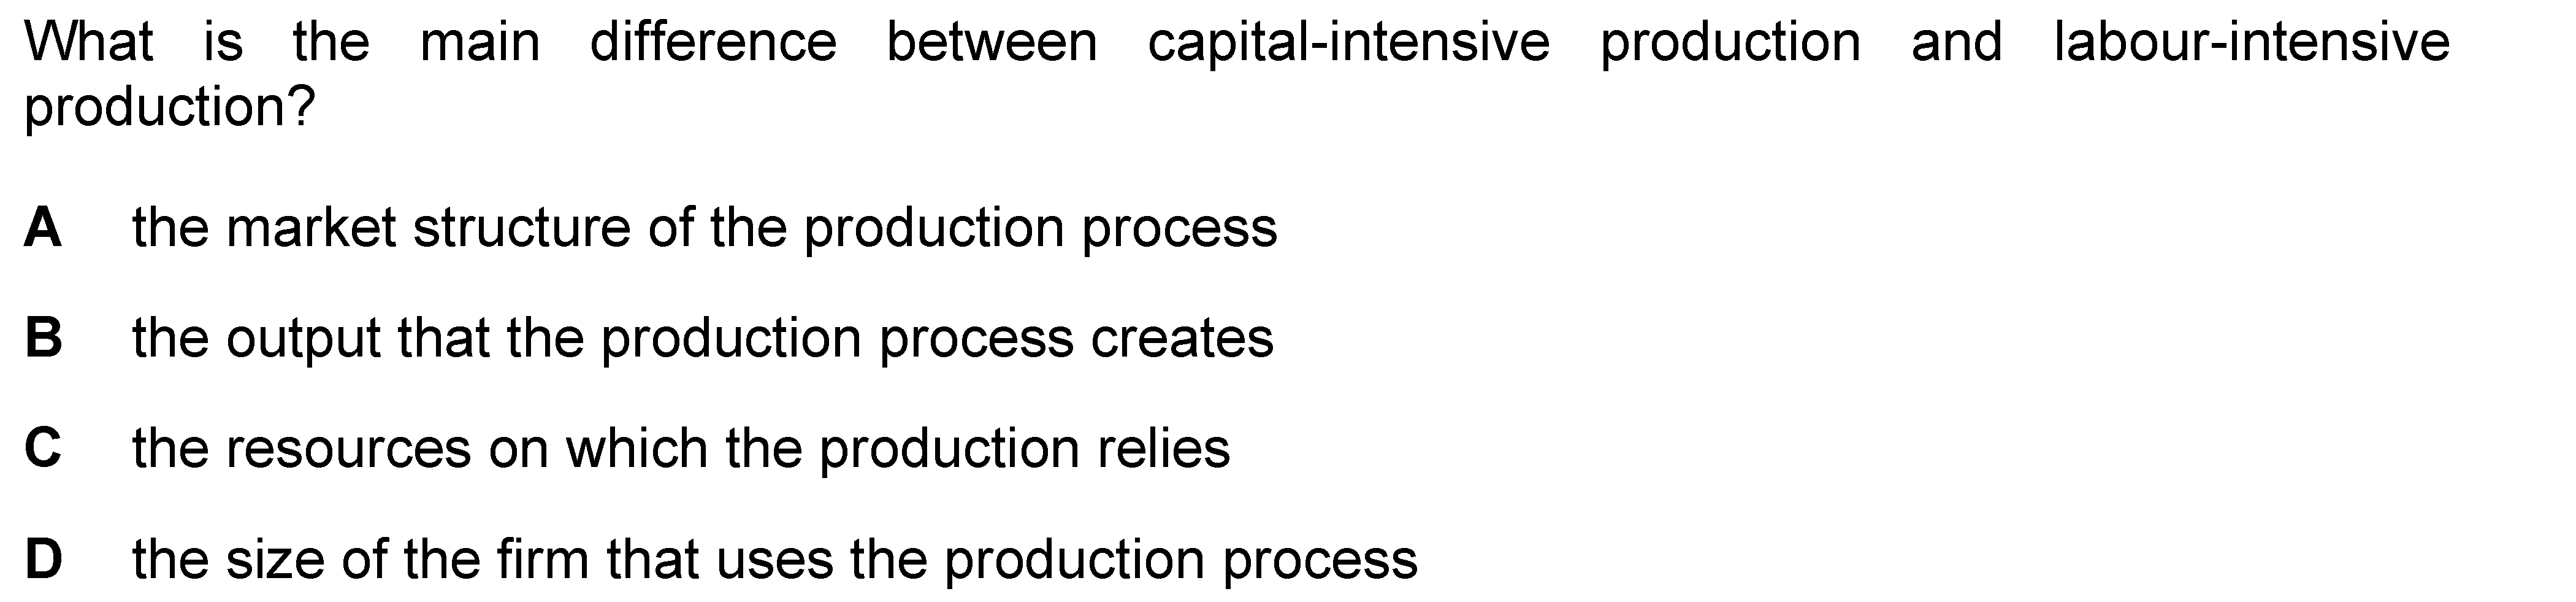 What is the main difference between capital-intensive production and labour-intensive
production?
A the market structure of the production process
B the output that the production process creates
C the resources on which the production relies
D the size of the firm that uses the production process